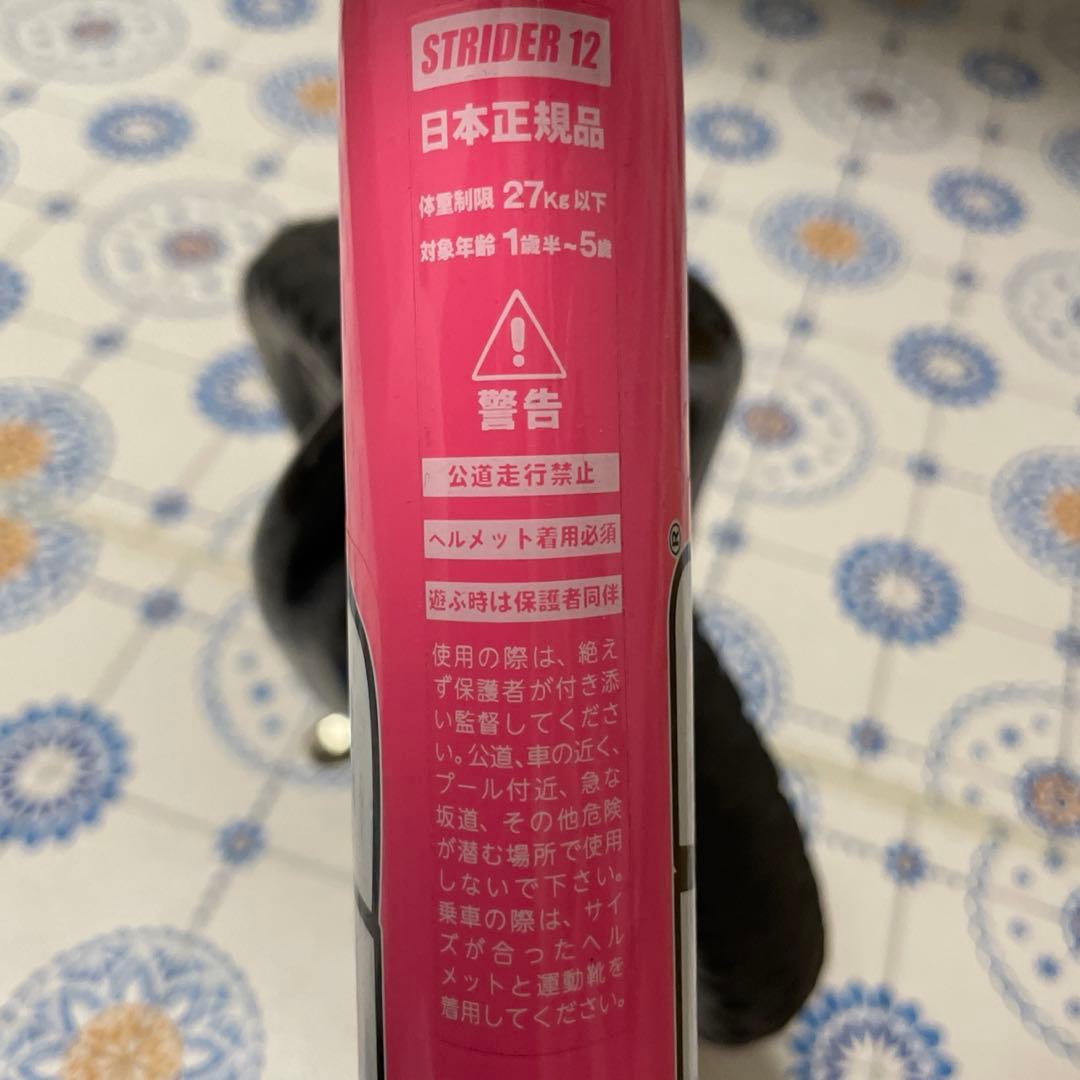 STRIDER 12
日本正規品
体重制限 27Kg以下
対象年齢 1歳半~5歳
!
警告
公道走行禁止
ヘルメット着用必須
®
遊ぶ時は保護者同伴
使用の際は、絶え
ず保護者が付き添
い監督してくださ
い。公道、車の近く、
プール付近、急な
坂道、その他危険
が潜む場所で使用
しないで下さい。
乗車の際は、サイ
ズが合ったヘル
メットと運動靴を
着用してください。